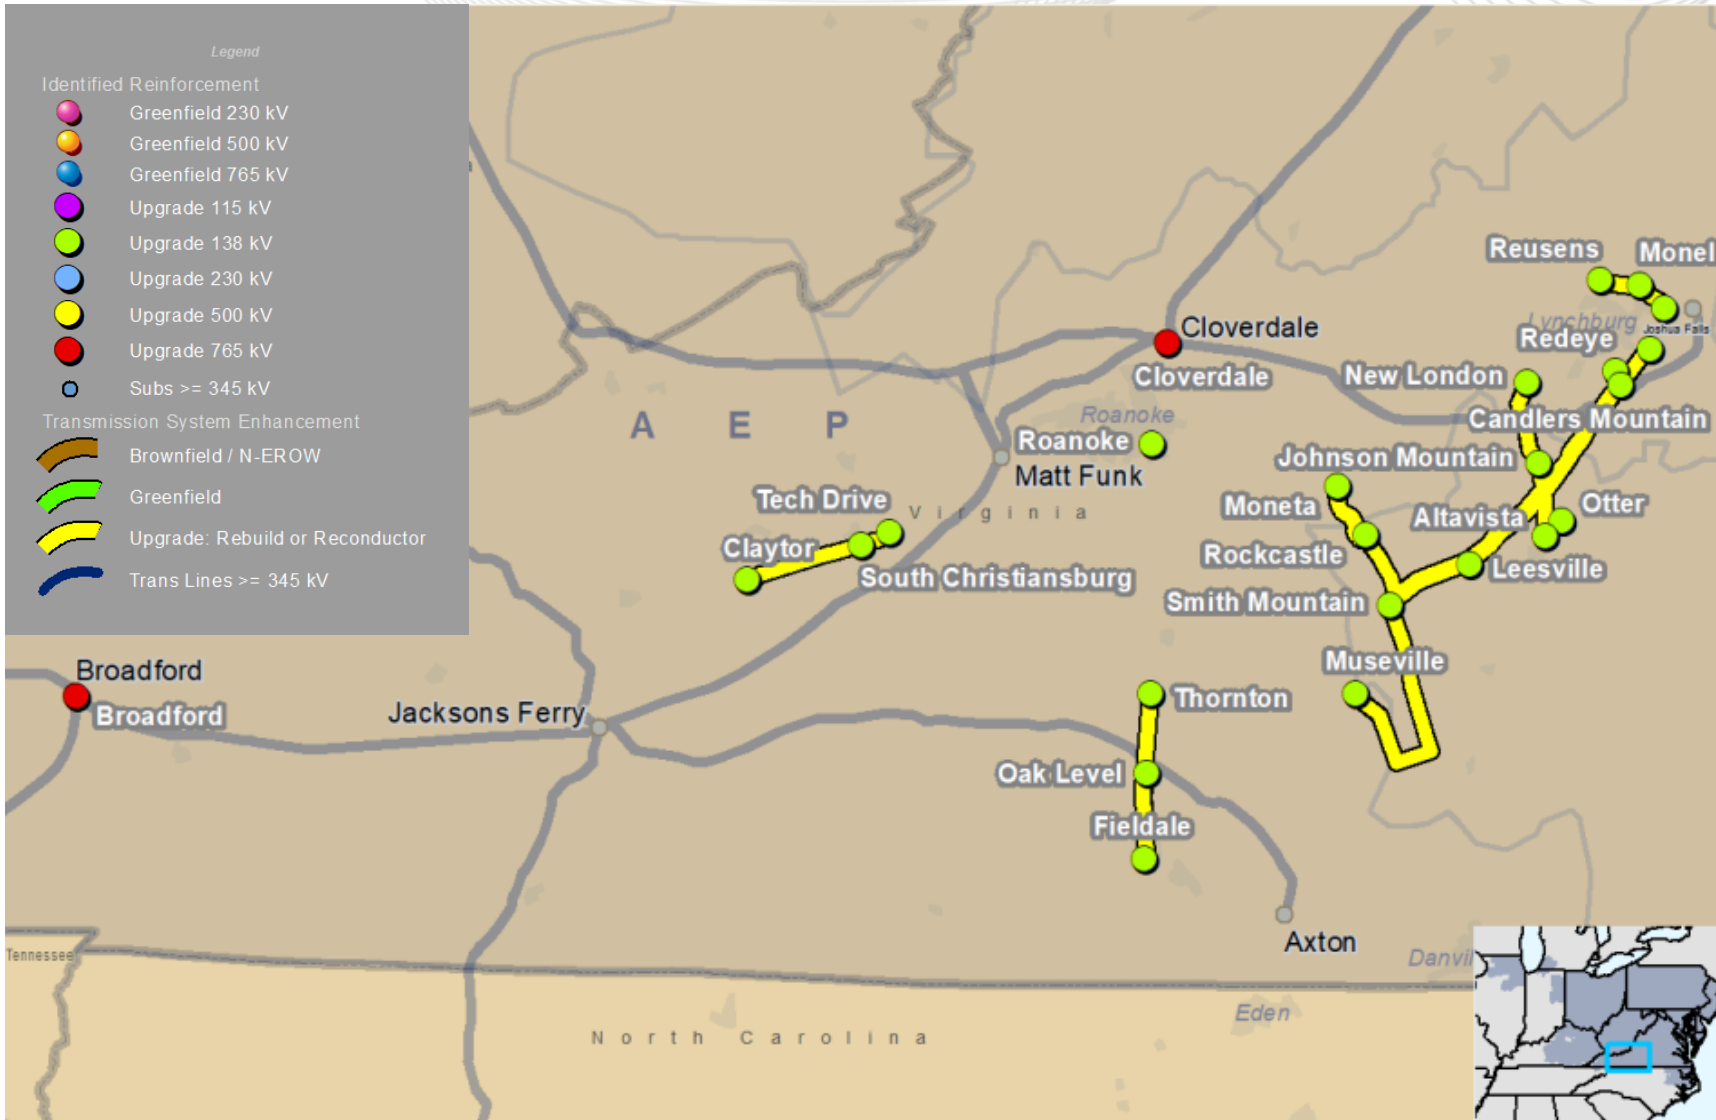 Legend
Identified Reinforcement
Greenfield 230 kV
Greenfield 500 kV
Greenfield 765 kV
Upgrade 115 kV
Upgrade 138 kV
Upgrade 230 kV
Upgrade 500 kV
Upgrade 765 kV
Subs >= 345 kV
Transmission System Enhancement
Brownfield / N-EROW
Greenfield
Upgrade: Rebuild or Reconductor
Trans Lines >= 345 kV
Reusens
Monel
Lynchburg
Joshua Falls
Cloverdale
Redeye
Cloverdale
New London
A E P
Roanoke
Candlers Mountain
Roanoke
Matt Funk
Johnson Mountain
Tech Drive
Virginia
Moneta
Altavista
Otter
Claytor
Rockcastle
South Christiansburg
Leesville
Smith Mountain
Broadford
Museville
Broadford
Jacksons Ferry
Thornton
Oak Level
Fieldale
Axton
Tennessee
Danvil
Eden
North Carolina